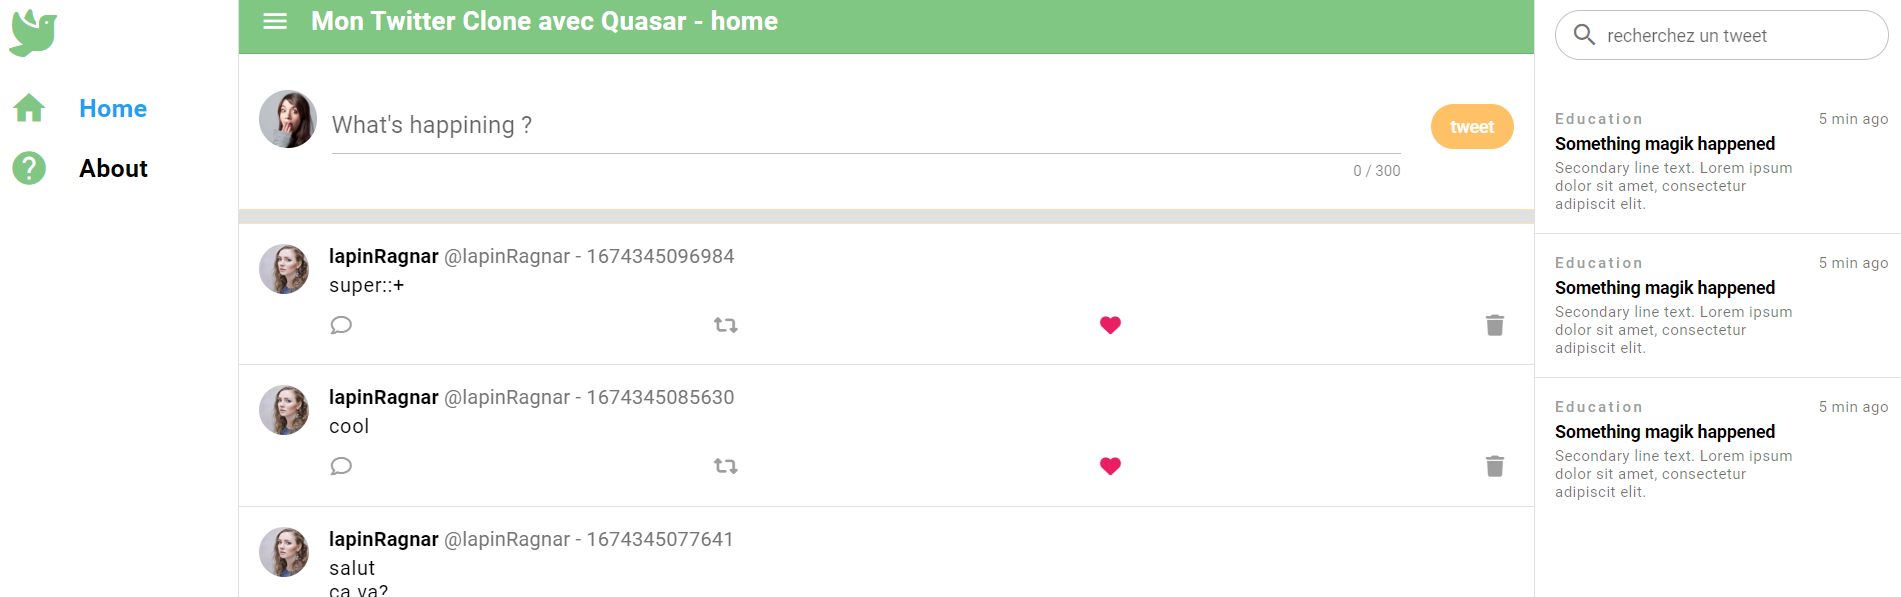 Home
About
Mon Twitter Clone avec Quasar - home
What's happining ?
tweet
0 / 300
lapinRagnar @lapinRagnar - 1674345096984
super::+
lapinRagnar @lapinRagnar - 1674345085630
cool
lapinRagnar @lapinRagnar - 1674345077641
salut
ca va?
recherchez un tweet
Education 5 min ago
Something magik happened
Secondary line text. Lorem ipsum
dolor sit amet, consectetur
adipiscit elit.
Education 5 min ago
Something magik happened
Secondary line text. Lorem ipsum
dolor sit amet, consectetur
adipiscit elit.
Education 5 min ago
Something magik happened
Secondary line text. Lorem ipsum
dolor sit amet, consectetur
adipiscit elit.